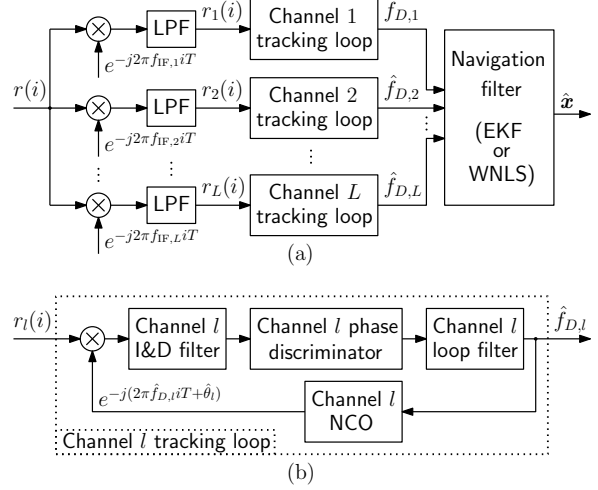 r(i)
LPF
r_1(i)
Channel 1
tracking loop
f_{D,1}
e^{-j2πf_{IF,1}iT}
LPF
r_2(i)
Channel 2
tracking loop
\hat{f}_{D,2}
e^{-j2πf_{IF,2}iT}
LPF
r_L(i)
Channel L
tracking loop
\hat{f}_{D,L}
e^{-j2πf_{IF,L}iT}
Navigation
filter
(EKF
or
WNLS)
\hat{x}
(a)
r_l(i)
Channel l
I&D filter
Channel l phase
discriminator
Channel l
loop filter
\hat{f}_{D,l}
e^{-j(2π\hat{f}_{D,l}iT+\hat{θ}_l)}
Channel l
NCO
Channel l tracking loop
(b)